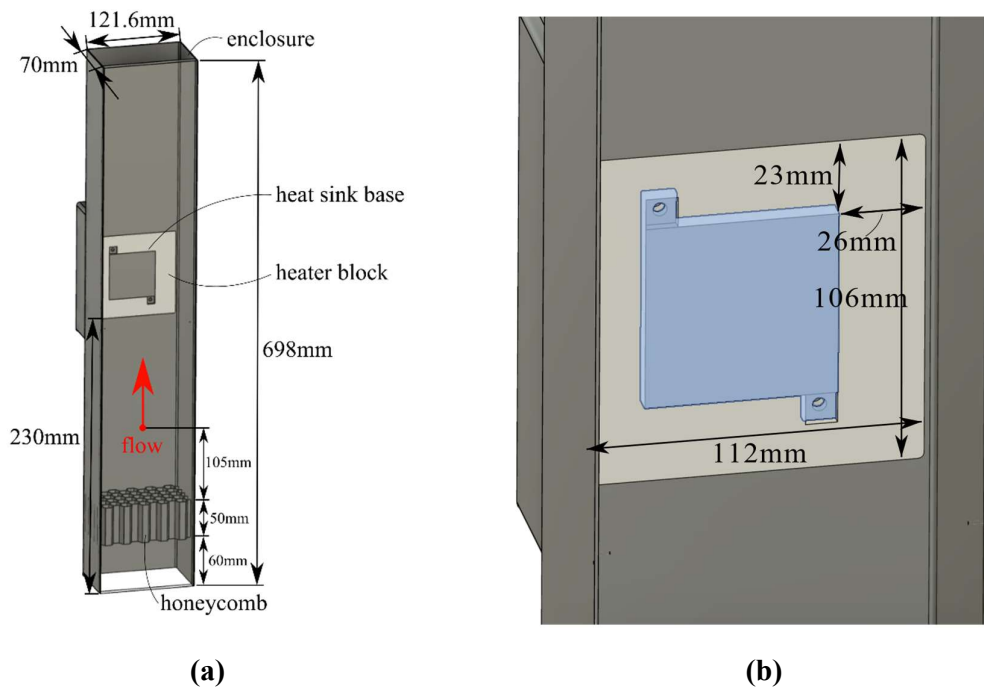 121.6mm
enclosure
70mm
heat sink base
heater block
698mm
230mm
flow
105mm
50mm
60mm
honeycomb
(a)
23mm
26mm
106mm
112mm
(b)